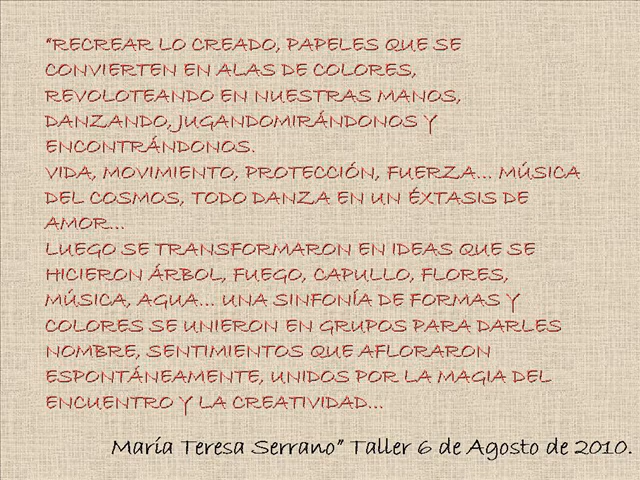 "RECREAR LO CREADO, PAPELES QUE SE
CONVIERTEN EN ALAS DE COLORES,
REVOLOTEANDO EN NUESTRAS MANOS,
DANZANDO, JUGANDOMIRÁNDONOS Y
ENCONTRÁNDONOS.
VIDA, MOVIMIENTO, PROTECCIÓN, FUERZA... MÚSICA
DEL COSMOS, TODO DANZA EN UN ÉXTASIS DE
AMOR...
LUEGO SE TRANSFORMARON EN IDEAS QUE SE
HICIERON ÁRBOL, FUEGO, CAPULLO, FLORES,
MÚSICA, AGUA... UNA SINFONÍA DE FORMAS Y
COLORES SE UNIERON EN GRUPOS PARA DARLES
NOMBRE, SENTIMIENTOS QUE AFLORARON
ESPONTÁNEAMENTE, UNIDOS POR LA MAGIA DEL
ENCUENTRO Y LA CREATIVIDAD...
María Teresa Serrano" Taller 6 de Agosto de 2010.